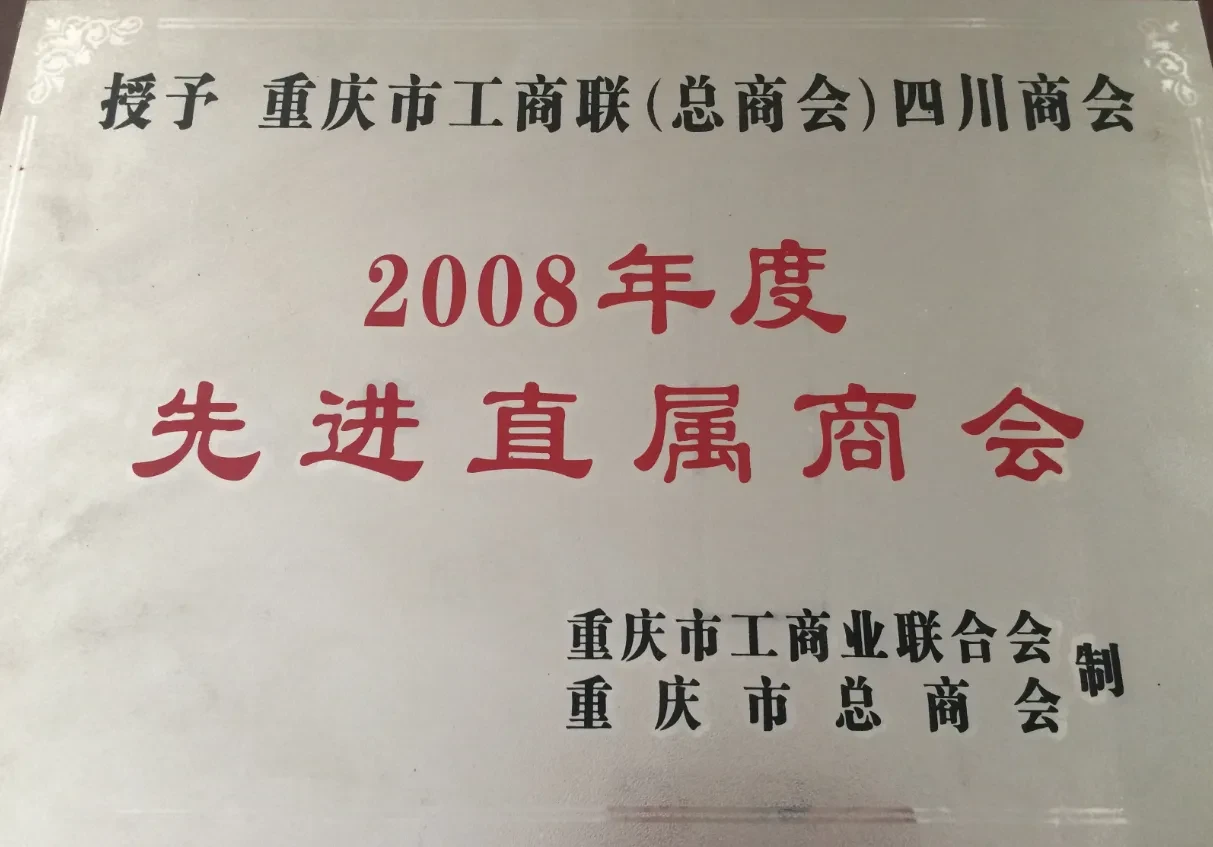 授予 重庆市工商联(总商会)四川商会
2008年度
先进直属商会
重庆市工商业联合会
重庆市总商会
制